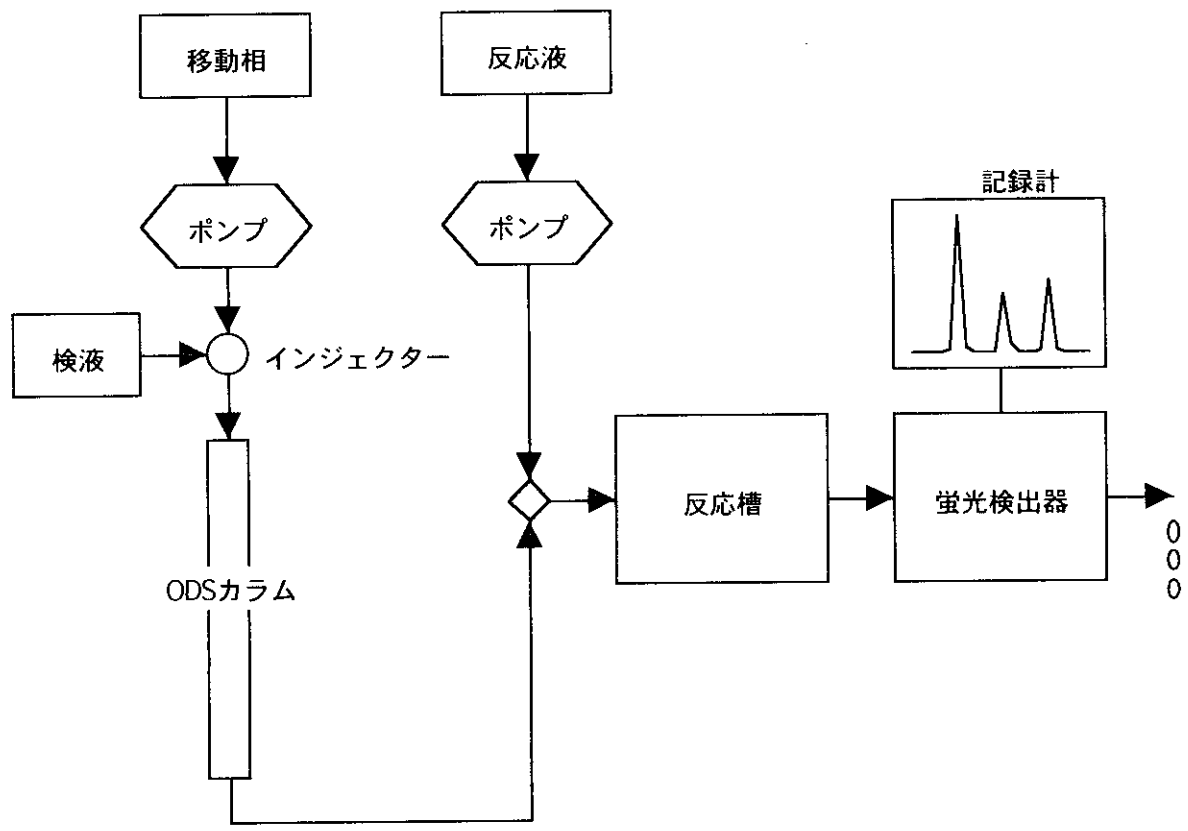 移動相
反応液
ポンプ
ポンプ
記録計
検液
インジェクター
反応槽
蛍光検出器
ODSカラム